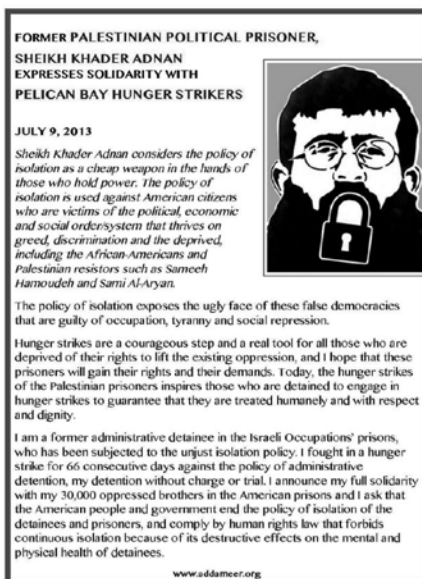 FORMER PALESTINIAN POLITICAL PRISONER,
SHEIKH KHADER ADNAN
EXPRESSES SOLIDARITY WITH
PELICAN BAY HUNGER STRIKERS
JULY 9, 2013
Sheikh Khader Adnan considers the policy of
isolation as a cheap weapon in the hands of
those who hold power. The policy of
isolation is used against American citizens
who are victims of the political, economic
and social order/system that thrives on
greed, discrimination and the deprived,
including the African-Americans and
Palestinian resistors such as Sameeh
Hamoudeh and Sami Al-Aryan.
The policy of isolation exposes the ugly face of these false democracies
that are guilty of occupation, tyranny and social repression.
Hunger strikes are a courageous step and a real tool for all those who are
deprived of their rights to lift the existing oppression, and I hope that these
prisoners will gain their rights and their demands. Today, the hunger strikes
of the Palestinian prisoners inspires those who are detained to engage in
hunger strikes to guarantee that they are treated humanely and with respect
and dignity.
I am a former administrative detainee in the Israeli Occupations' prisons,
who has been subjected to the unjust isolation policy. I fought in a hunger
strike for 66 consecutive days against the policy of administrative
detention, my detention without charge or trial. I announce my full solidarity
with my 30,000 oppressed brothers in the American prisons and I ask that
the American people and government end the policy of isolation of the
detainees and prisoners, and comply by human rights law that forbids
continuous isolation because of its destructive effects on the mental and
physical health of detainees.
www.addameer.org